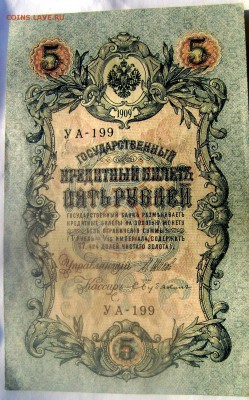 COINS.LAVE.RU
5 5
1909
УА-199
ГОСУДАРСТВЕННЫЙ
КРЕДИТНЫЙ БИЛЕТЪ
ПЯТЬ РУБЛЕЙ
ГОСУДАРСТВЕННЫЙ БАНКЪ РАЗМѢНИВАЕТЪ
КРЕДИТНЫЕ БИЛЕТЫ НА ЗОЛОТУЮ МОНЕТУ
БЕЗЪ ОГРАНИЧЕНІЯ СУММЫ
Управляющій
Кассиръ
УА-199
5